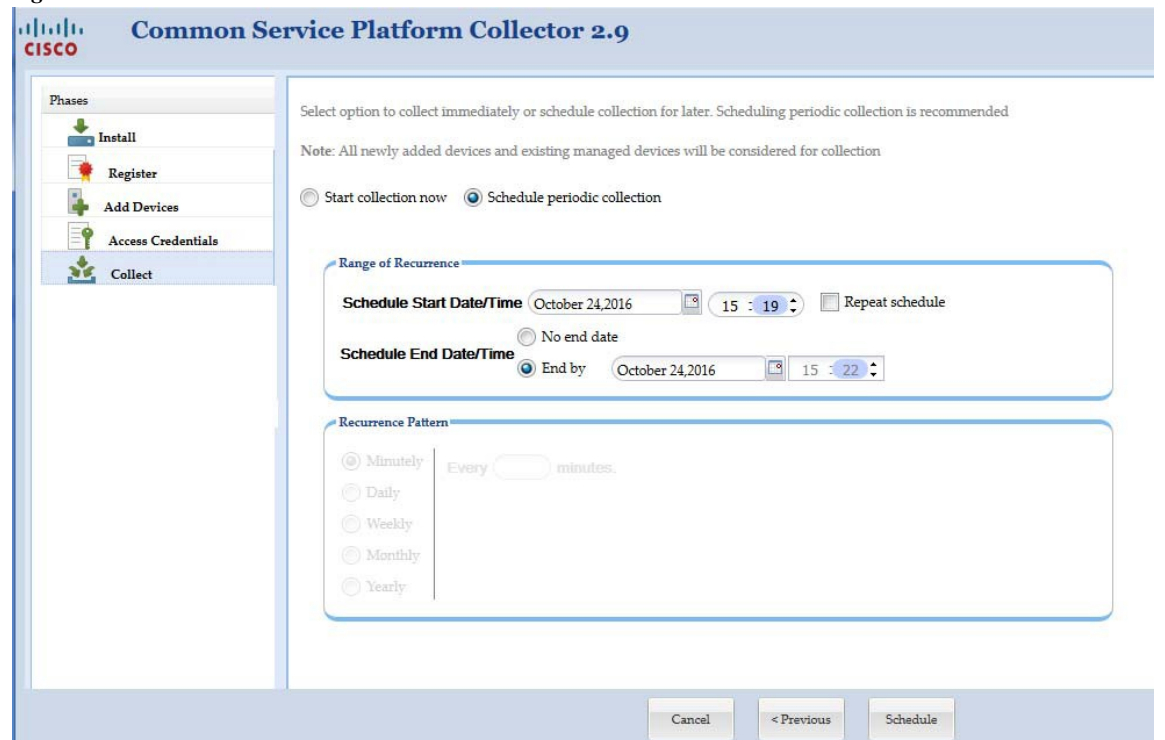 CISCO
Common Service Platform Collector 2.9
Phases
Install
Register
Add Devices
Access Credentials
Collect
Select option to collect immediately or schedule collection for later. Scheduling periodic collection is recommended
Note: All newly added devices and existing managed devices will be considered for collection
Start collection now Schedule periodic collection
Range of Recurrence
Schedule Start Date/Time October 24,2016 15 : 19 Repeat schedule
No end date
Schedule End Date/Time
End by October 24,2016 15 : 22
Recurrence Pattern
Minutely Every minutes.
Daily
Weekly
Monthly
Yearly
Cancel < Previous Schedule